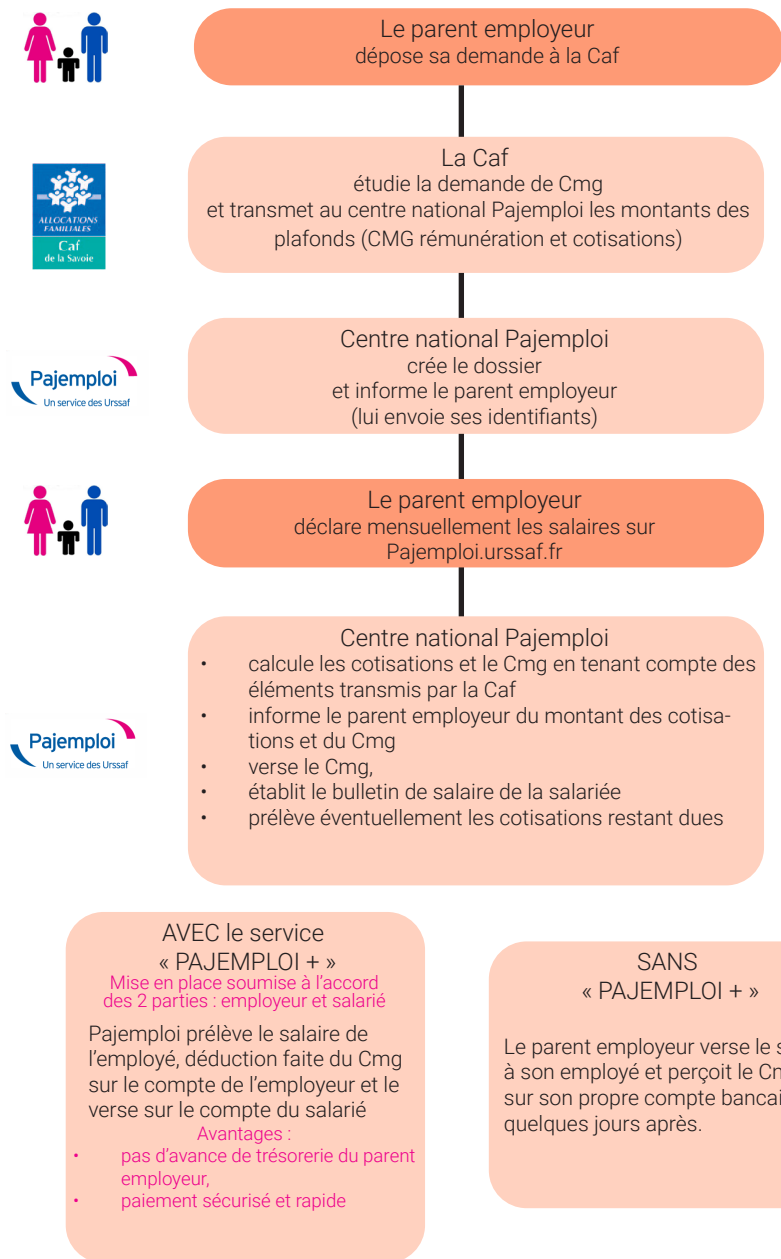 Le parent employeur
dépose sa demande à la Caf
ALLOCATIONS
FAMILIALES
Caf
de la Savoie
La Caf
étudie la demande de Cmg
et transmet au centre national Pajemploi les montants des
plafonds (CMG rémunération et cotisations)
Pajemploi
Un service des Urssaf
Centre national Pajemploi
crée le dossier
et informe le parent employeur
(lui envoie ses identifiants)
Le parent employeur
déclare mensuellement les salaires sur
Pajemploi.urssaf.fr
Pajemploi
Un service des Urssaf
Centre national Pajemploi
• calcule les cotisations et le Cmg en tenant compte des
éléments transmis par la Caf
• informe le parent employeur du montant des cotisa-
tions et du Cmg
• verse le Cmg,
• établit le bulletin de salaire de la salariée
• prélève éventuellement les cotisations restant dues
AVEC le service
« PAJEMPLOI + »
Mise en place soumise à l’accord
des 2 parties : employeur et salarié
Pajemploi prélève le salaire de
l’employé, déduction faite du Cmg
sur le compte de l’employeur et le
verse sur le compte du salarié
Avantages :
• pas d’avance de trésorerie du parent
employeur,
• paiement sécurisé et rapide
SANS
« PAJEMPLOI + »
Le parent employeur verse le
à son employé et perçoit le
sur son propre compte
quelques jours après.